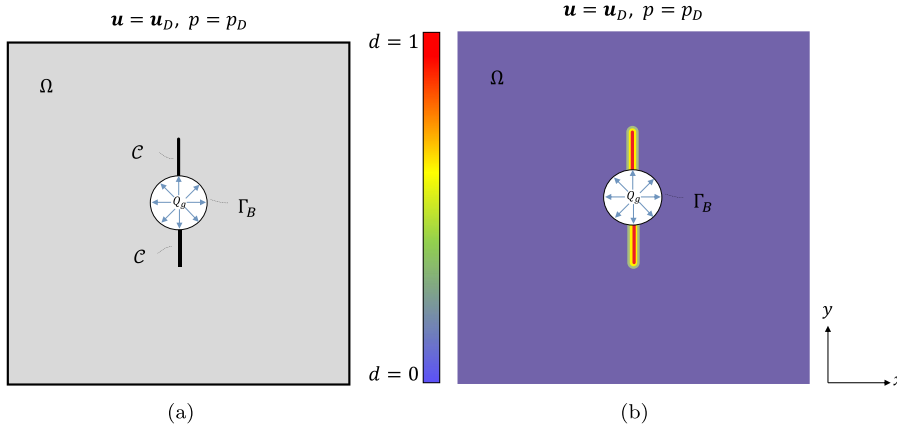 𝒖 = 𝒖_D, p = p_D
Ω
𝒞
Q_g
Γ_B
𝒞
(a)
d = 1
d = 0
𝒖 = 𝒖_D, p = p_D
Ω
Q_g
Γ_B
(b)
y
x